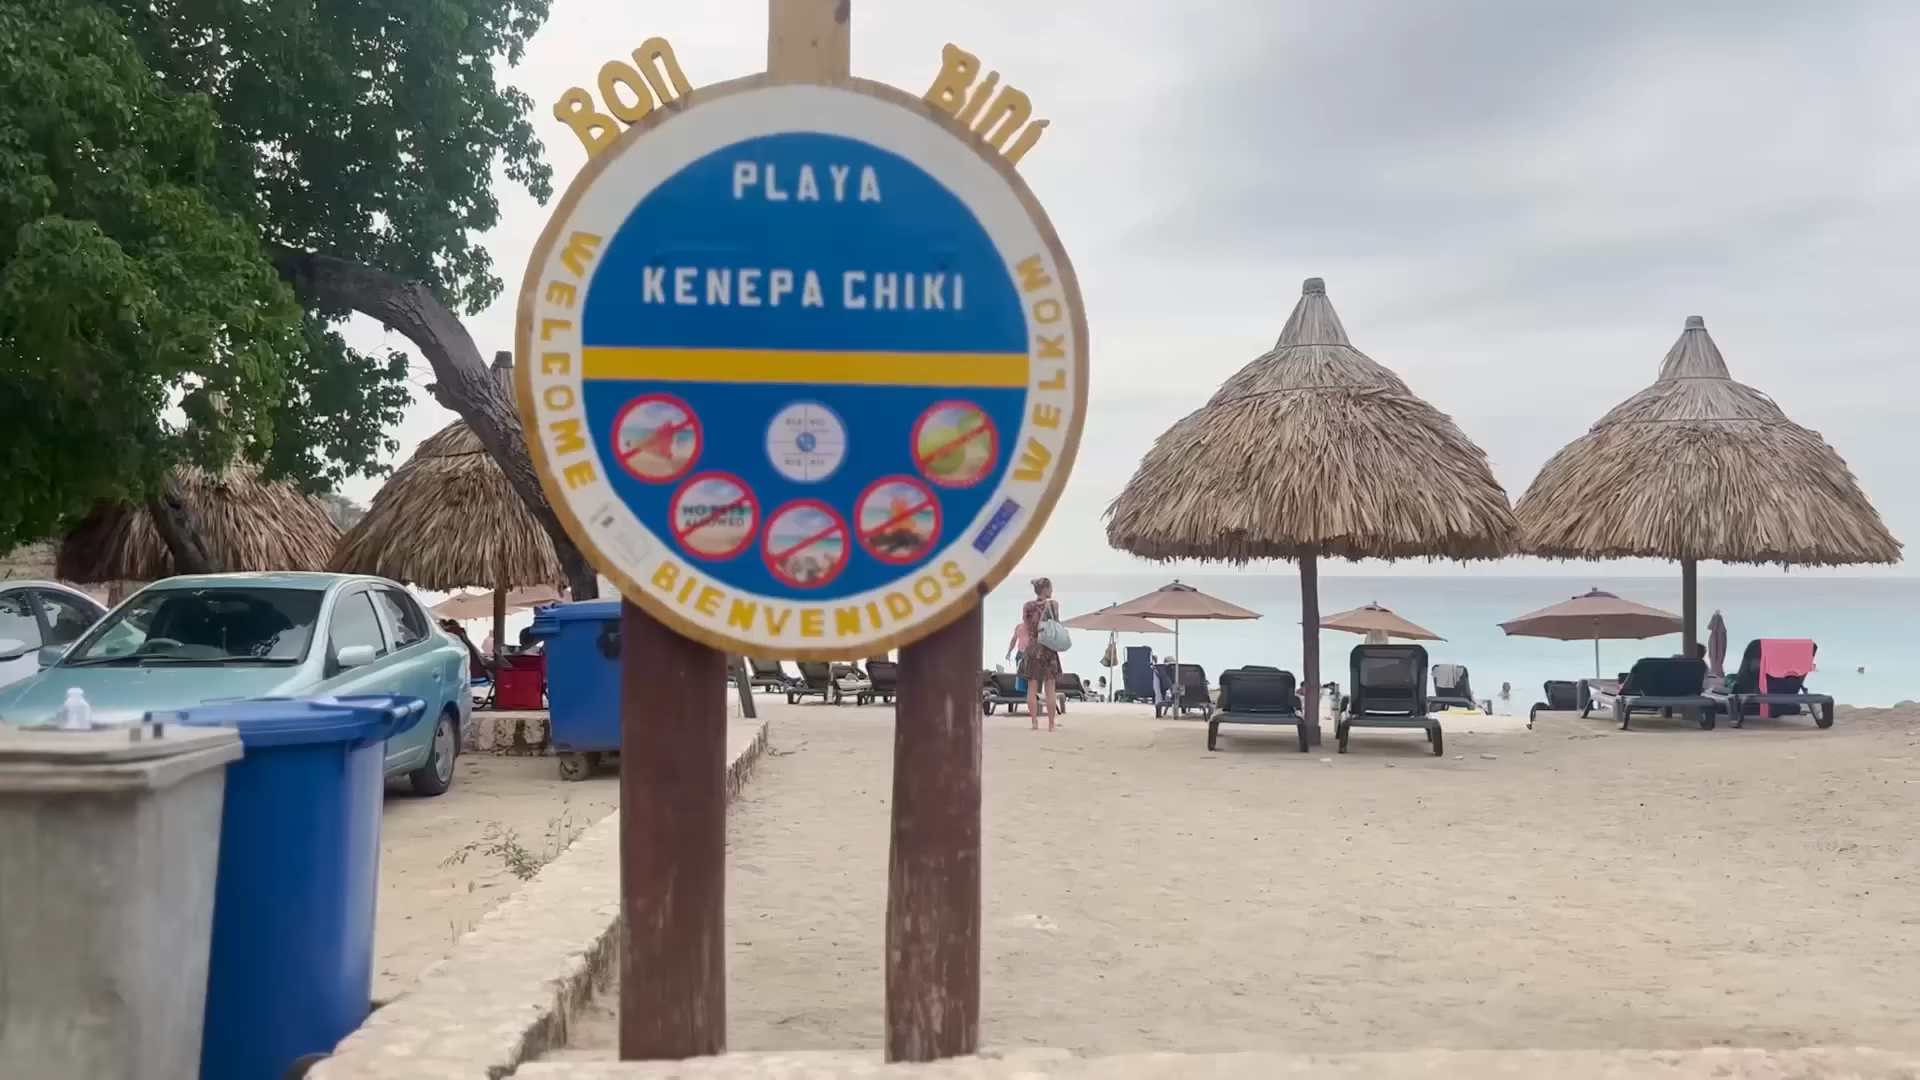 BON BINI
PLAYA
KENEPA CHIKI
WELCOME
WELKOM
BIENVENIDOS
NO PETS
ALLOWED